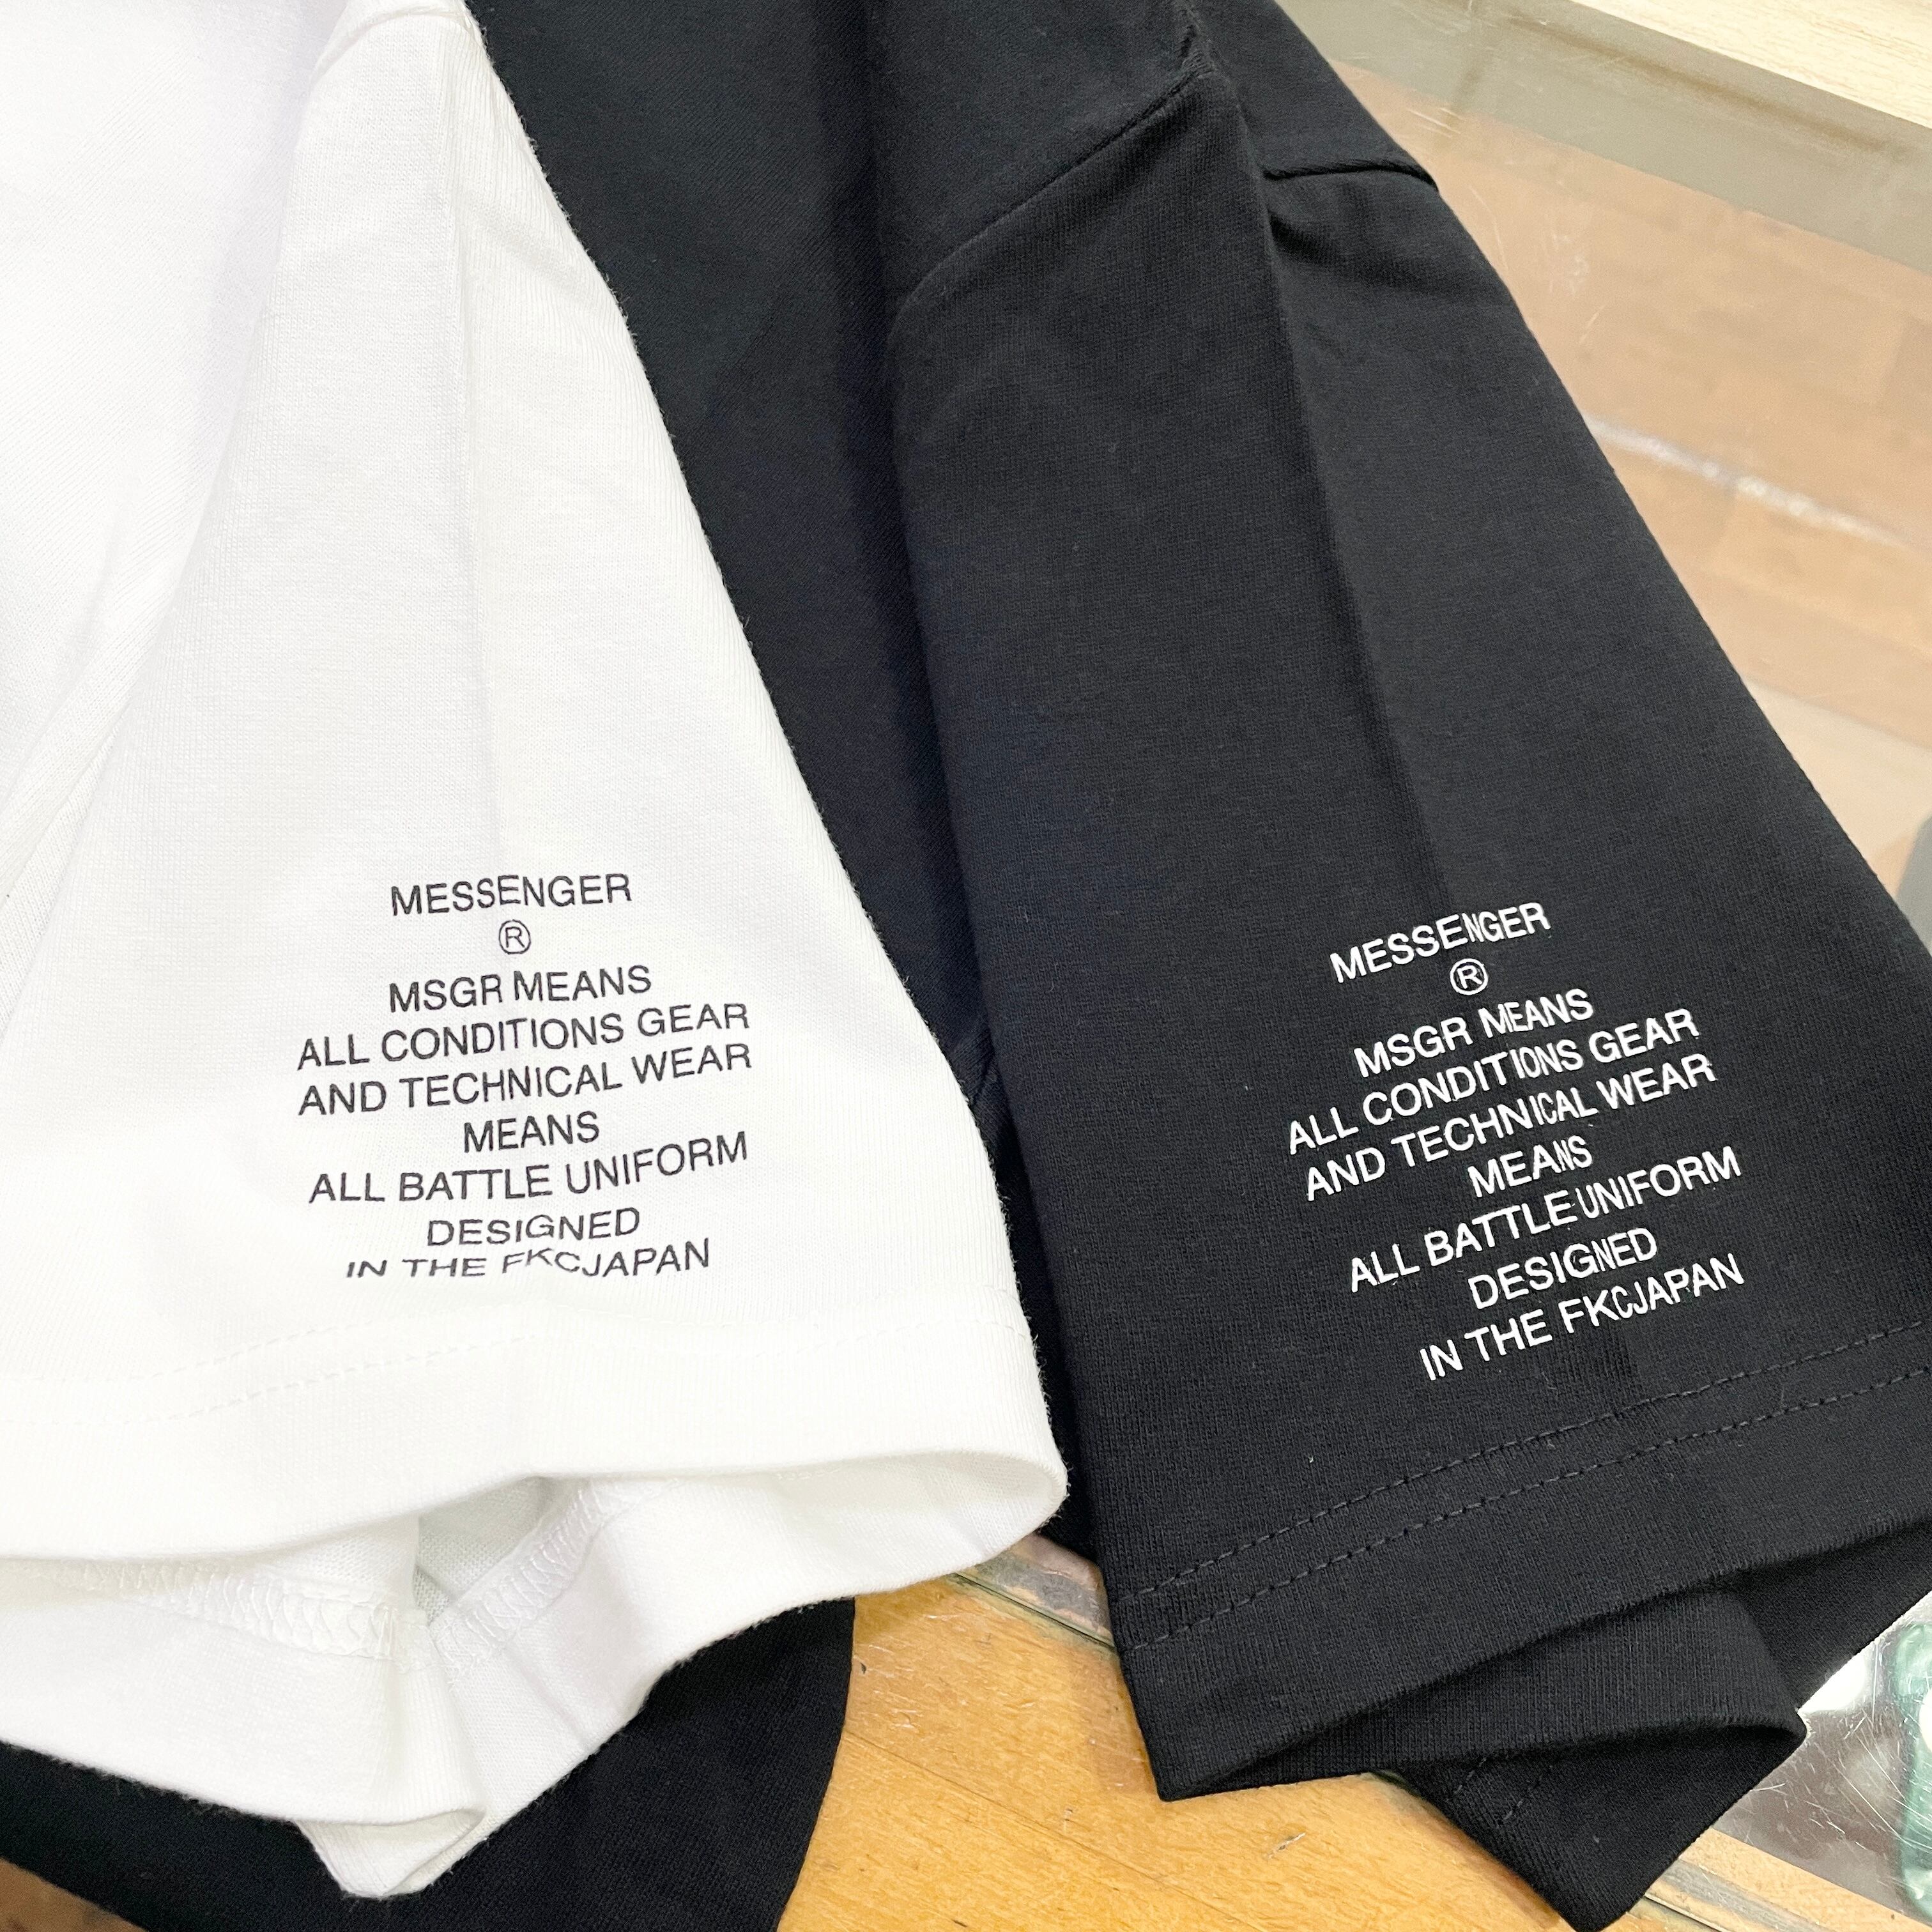 MESSENGER
®
MSGR MEANS
ALL CONDITIONS GEAR
AND TECHNICAL WEAR
MEANS
ALL BATTLE UNIFORM
DESIGNED
IN THE FKCJAPAN
MESSENGER
®
MSGR MEANS
ALL CONDITIONS GEAR
AND TECHNICAL WEAR
MEANS
ALL BATTLE UNIFORM
DESIGNED
IN THE FKCJAPAN